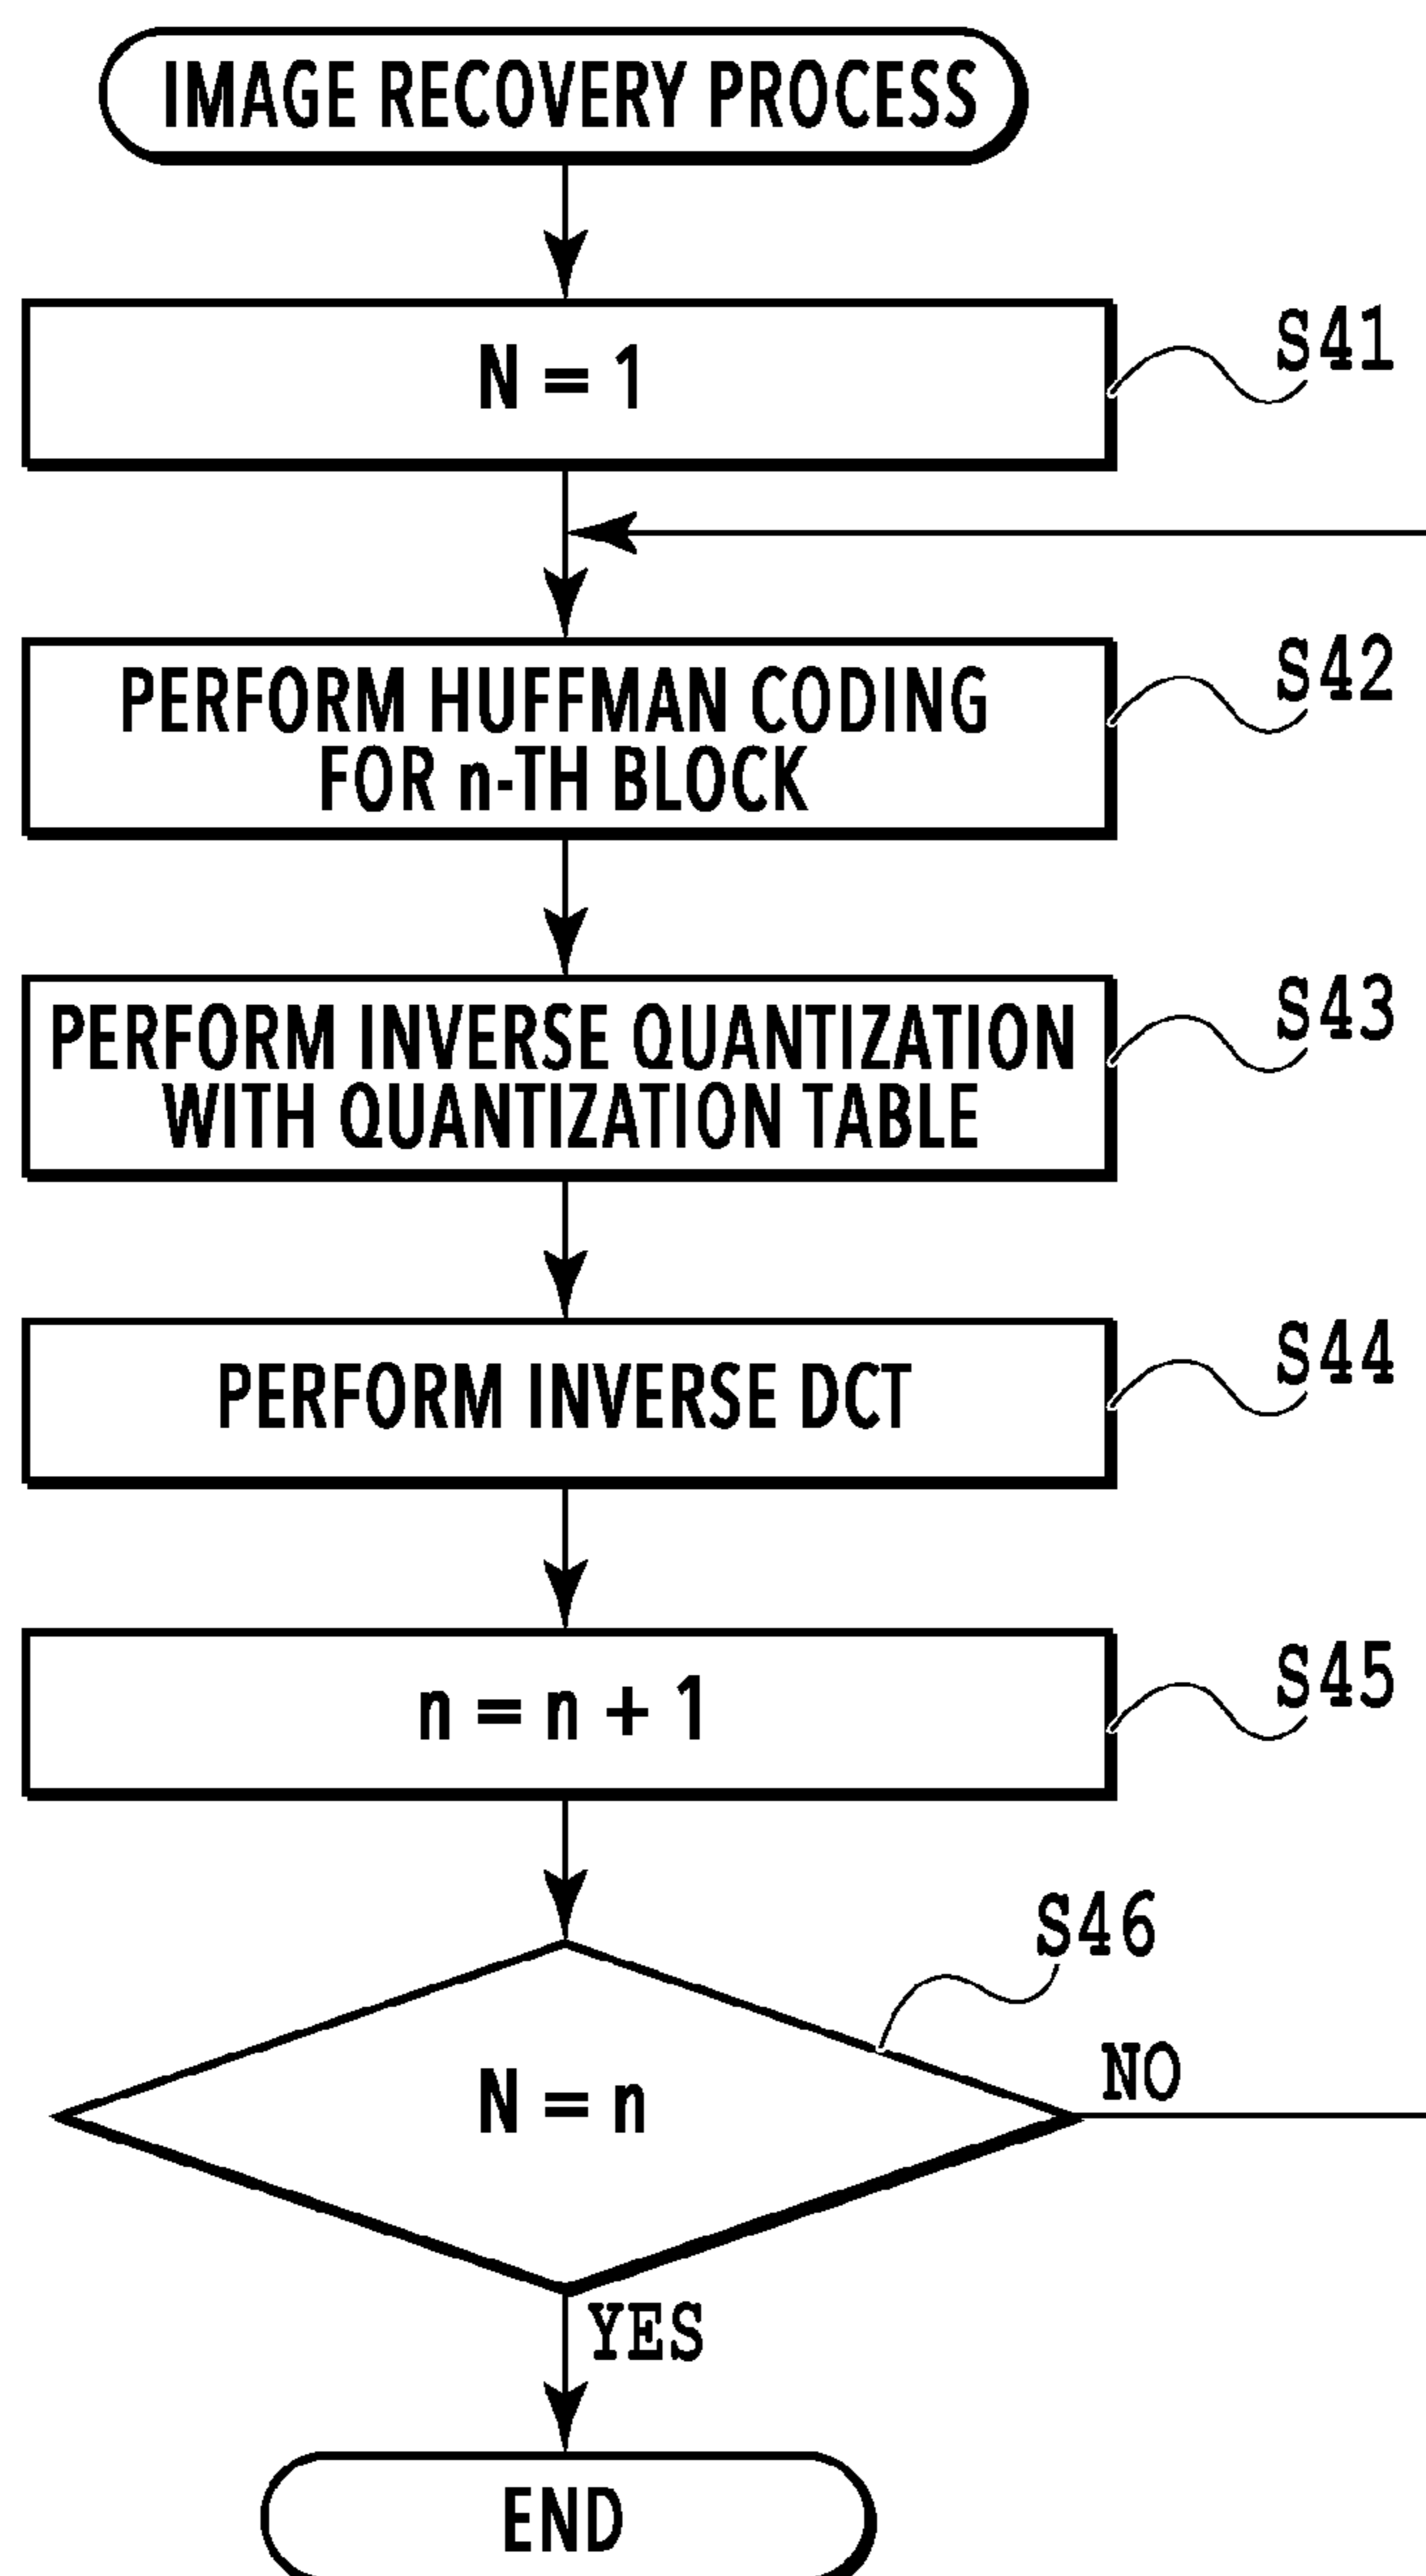 IMAGE RECOVERY PROCESS
N = 1
S41
PERFORM HUFFMAN CODING
FOR n-TH BLOCK
S42
PERFORM INVERSE QUANTIZATION
WITH QUANTIZATION TABLE
S43
PERFORM INVERSE DCT
S44
n = n + 1
S45
S46
N = n
NO
YES
END